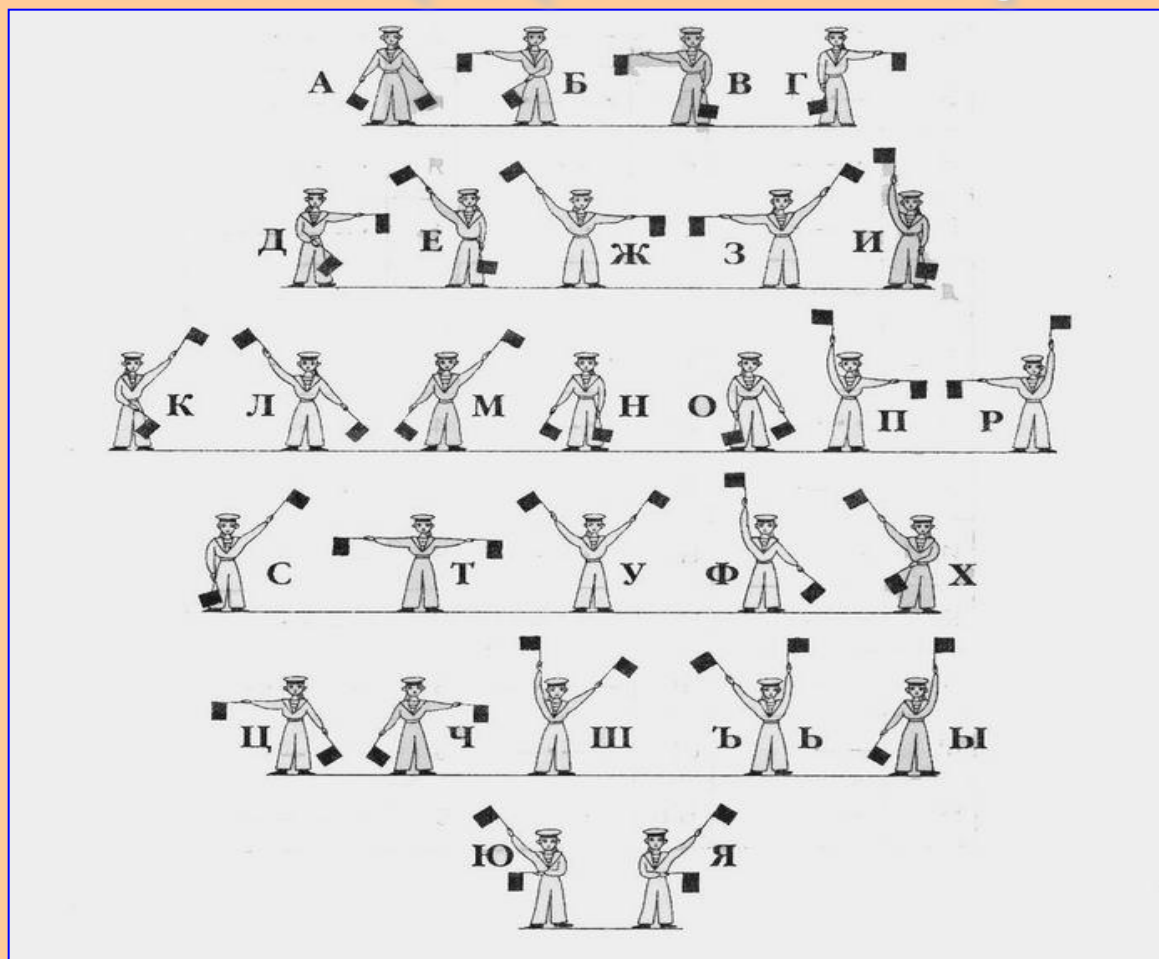 А Б В Г
Д Е Ж З И
К Л М Н О П Р
С Т У Ф Х
Ц Ч Ш Ъ Ь Ы
Ю Я